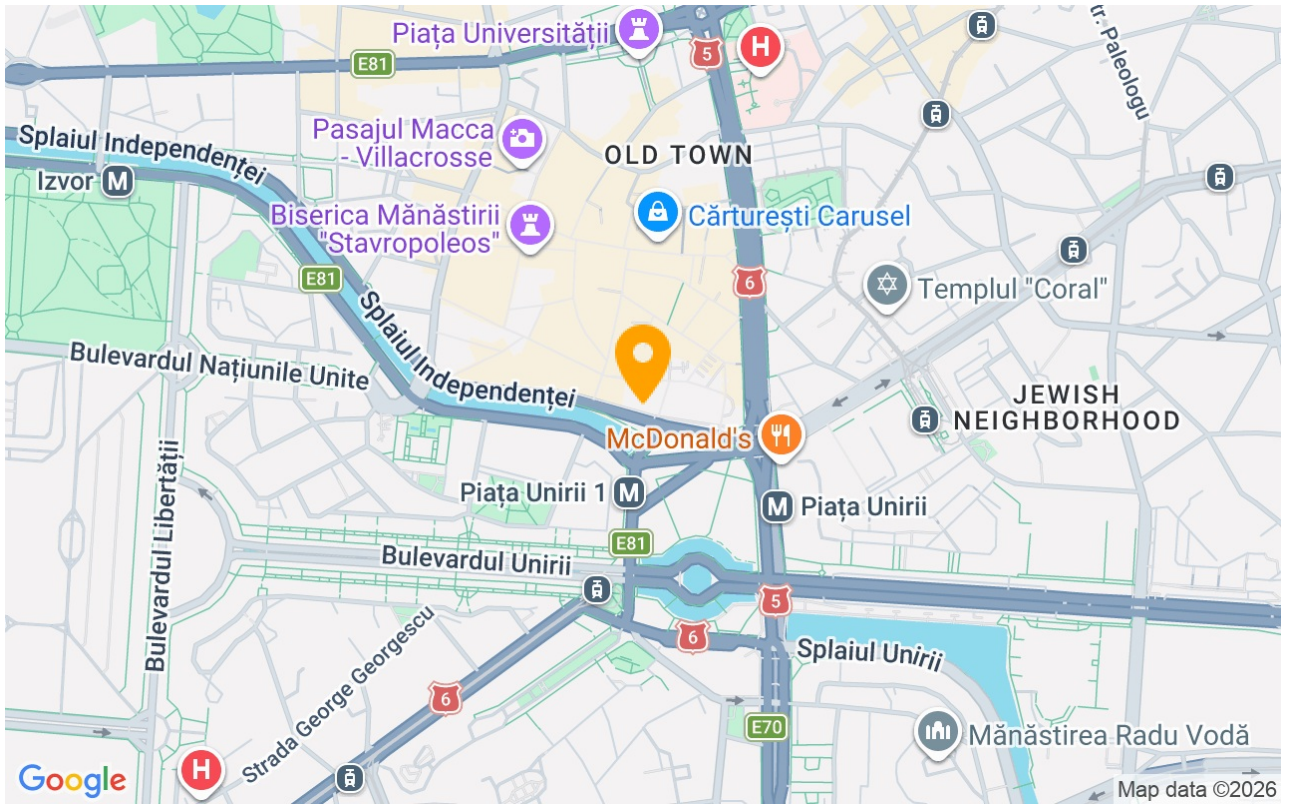 Piața Universității
5
H
tr. Paleologu
E81
Splaiul Independenței
Pasajul Macca
- Villacrosse
OLD TOWN
Izvor M
Biserica Mănăstirii
"Stavropoleos"
Cărturești Carusel
E81
6
Templul "Coral"
Splaiul Independenței
Bulevardul Națiunile Unite
JEWISH
NEIGHBORHOOD
McDonald's
Piața Unirii 1 M
M Piața Unirii
Bulevardul Libertății
E81
Bulevardul Unirii
5
6
Splaiul Unirii
Strada George Georgescu
6
E70
Mănăstirea Radu Vodă
H
Google
Map data ©2026